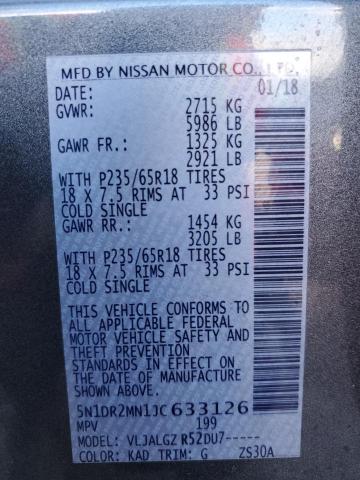 MFD BY NISSAN MOTOR CO., LTD.
DATE: 01/18
GVWR: 2715 KG
5986 LB
GAWR FR.: 1325 KG
2921 LB
WITH P235/65R18 TIRES
18 X 7.5 RIMS AT 33 PSI
COLD SINGLE
GAWR RR.: 1454 KG
3205 LB
WITH P235/65R18 TIRES
18 X 7.5 RIMS AT 33 PSI
COLD SINGLE
THIS VEHICLE CONFORMS TO
ALL APPLICABLE FEDERAL
MOTOR VEHICLE SAFETY AND
THEFT PREVENTION
STANDARDS IN EFFECT ON
THE DATE OF MANUFACTURE
SHOWN ABOVE.
5N1DR2MN1JC633126
MPV 199
MODEL: VLJALGZ R52DU7-----
COLOR: KAD TRIM: G ZS30A